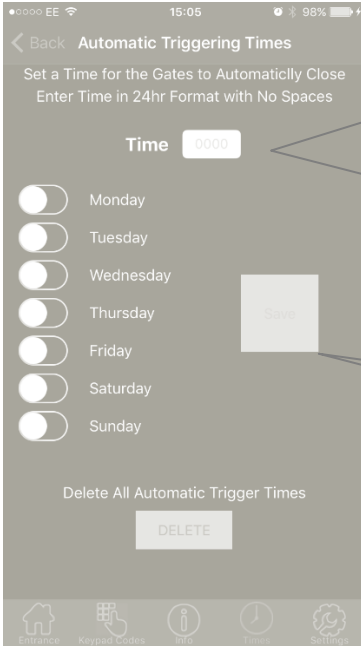 EE 15:05 98%
Back Automatic Triggering Times
Set a Time for the Gates to Automaticlly Close
Enter Time in 24hr Format with No Spaces
Time 0000
Monday
Tuesday
Wednesday
Thursday
Save
Friday
Saturday
Sunday
Delete All Automatic Trigger Times
DELETE
Entrance Keypad Codes Info Times Settings